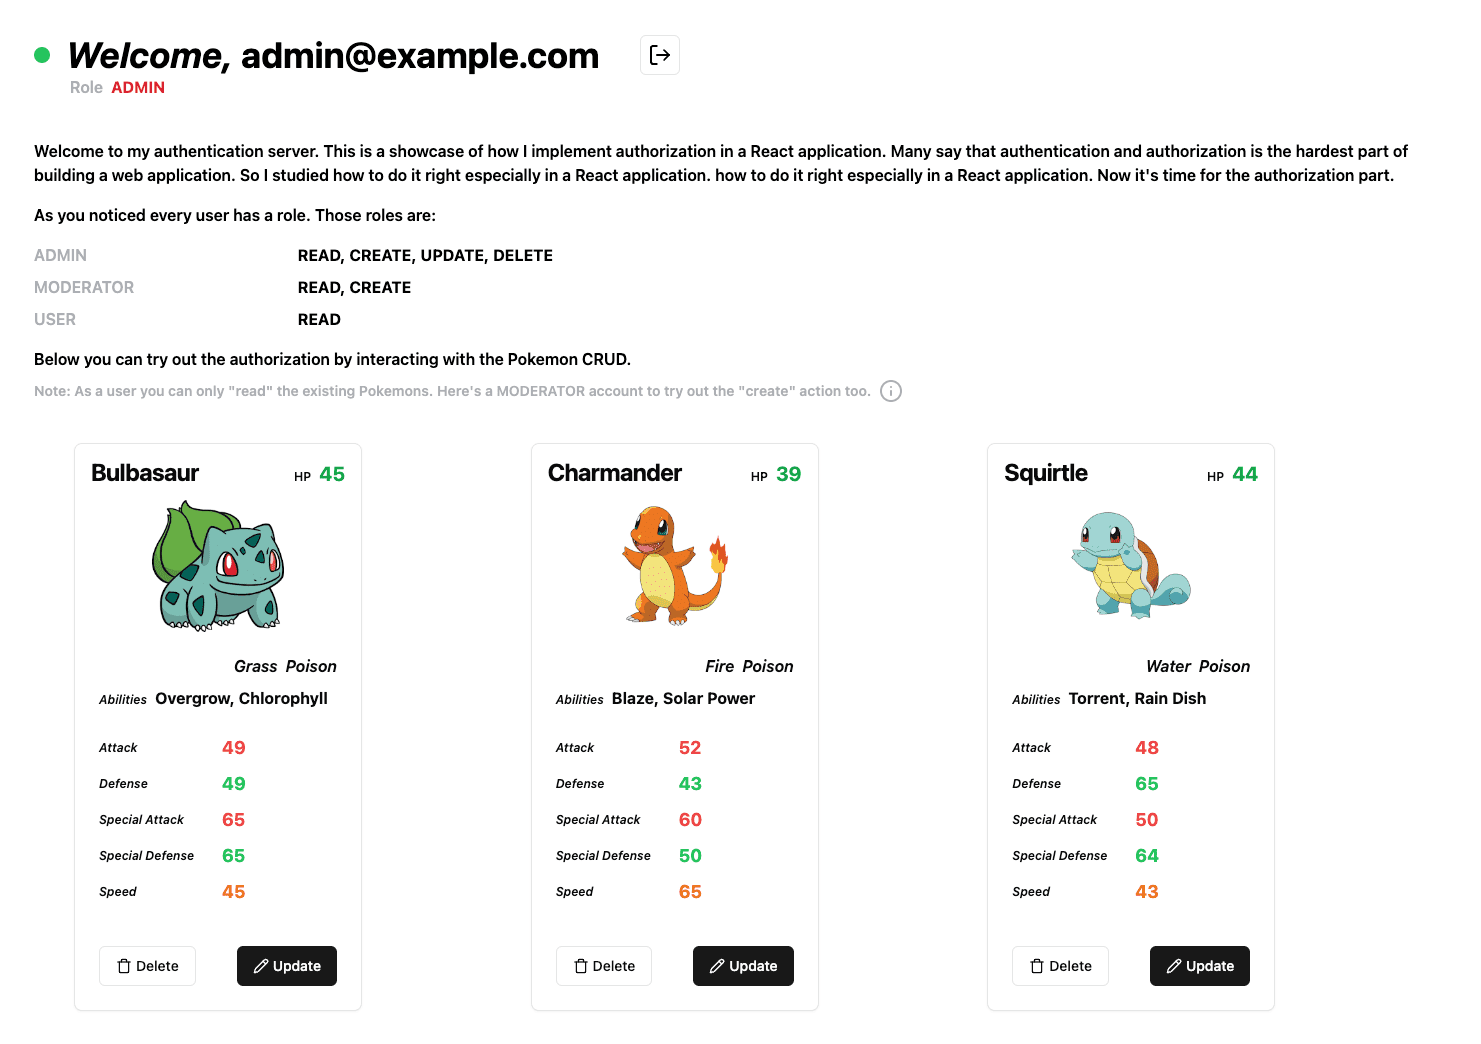 Welcome, admin@example.com
Role ADMIN
Welcome to my authentication server. This is a showcase of how I implement authorization in a React application. Many say that authentication and authorization is the hardest part of
building a web application. So I studied how to do it right especially in a React application. how to do it right especially in a React application. Now it's time for the authorization part.
As you noticed every user has a role. Those roles are:
ADMIN READ, CREATE, UPDATE, DELETE
MODERATOR READ, CREATE
USER READ
Below you can try out the authorization by interacting with the Pokemon CRUD.
Note: As a user you can only "read" the existing Pokemons. Here's a MODERATOR account to try out the "create" action too.
Bulbasaur HP 45
Grass Poison
Abilities Overgrow, Chlorophyll
Attack 49
Defense 49
Special Attack 65
Special Defense 65
Speed 45
Delete Update
Charmander HP 39
Fire Poison
Abilities Blaze, Solar Power
Attack 52
Defense 43
Special Attack 60
Special Defense 50
Speed 65
Delete Update
Squirtle HP 44
Water Poison
Abilities Torrent, Rain Dish
Attack 48
Defense 65
Special Attack 50
Special Defense 64
Speed 43
Delete Update